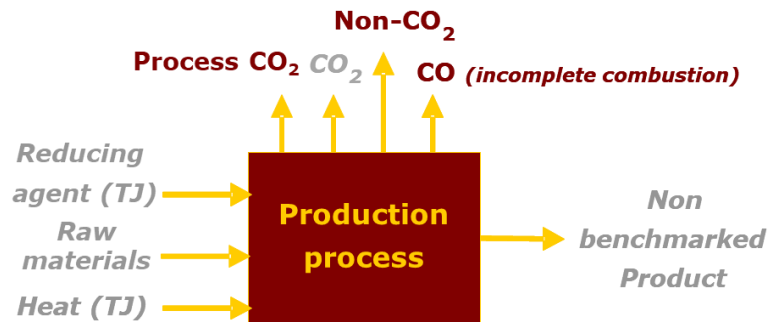 Non-CO₂
Process CO₂ CO₂ CO (incomplete combustion)
Reducing
agent (TJ)
Raw
materials
Heat (TJ)
Production
process
Non
benchmarked
Product